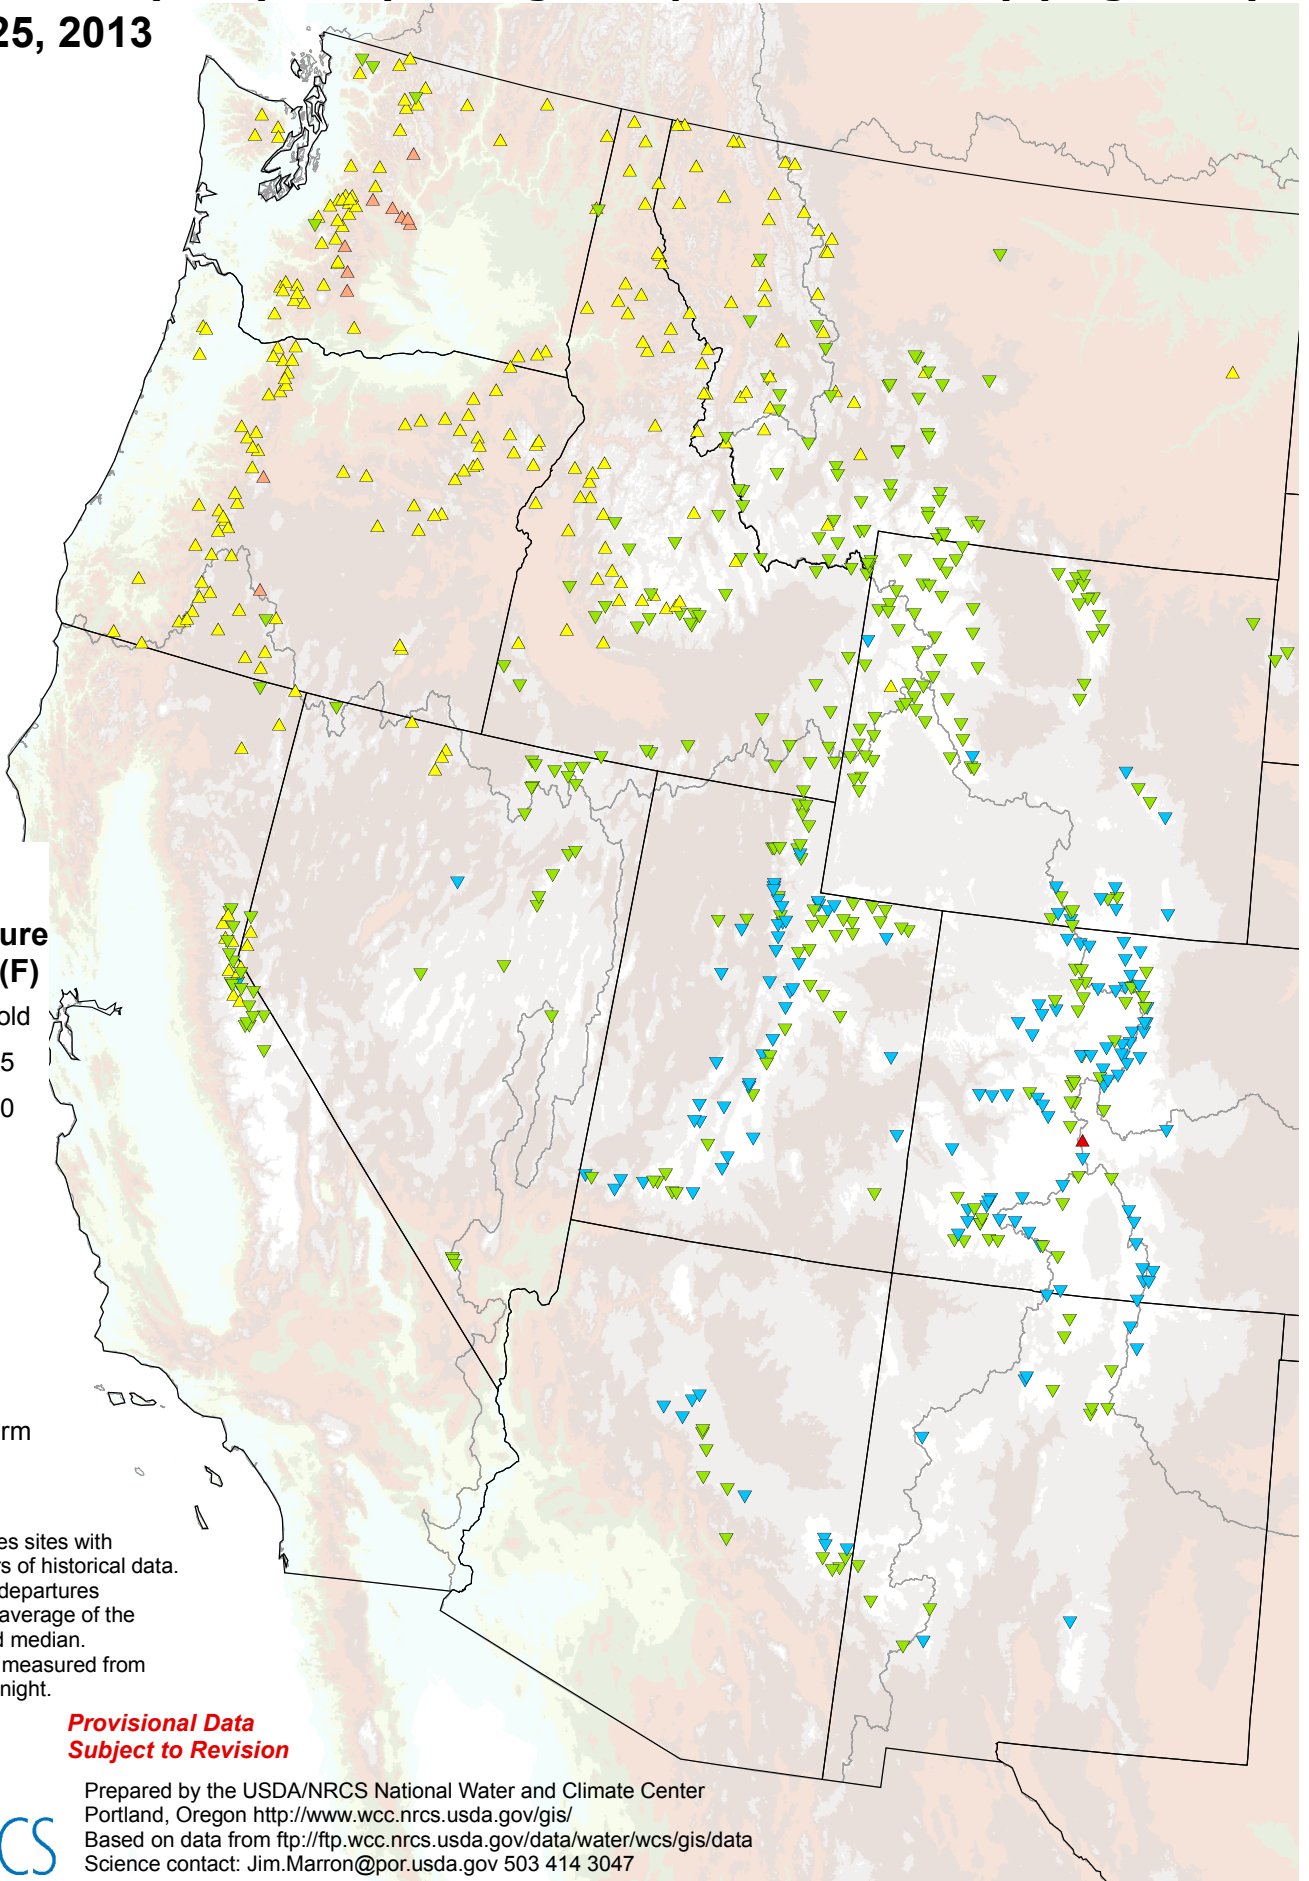 25, 2013
ure
(F)
old
5
0
rm
es sites with
rs of historical data.
departures
average of the
d median.
measured from
night.
Provisional Data
Subject to Revision
Prepared by the USDA/NRCS National Water and Climate Center
Portland, Oregon http://www.wcc.nrcs.usda.gov/gis/
Based on data from ftp://ftp.wcc.nrcs.usda.gov/data/water/wcs/gis/data
Science contact: Jim.Marron@por.usda.gov 503 414 3047
CS